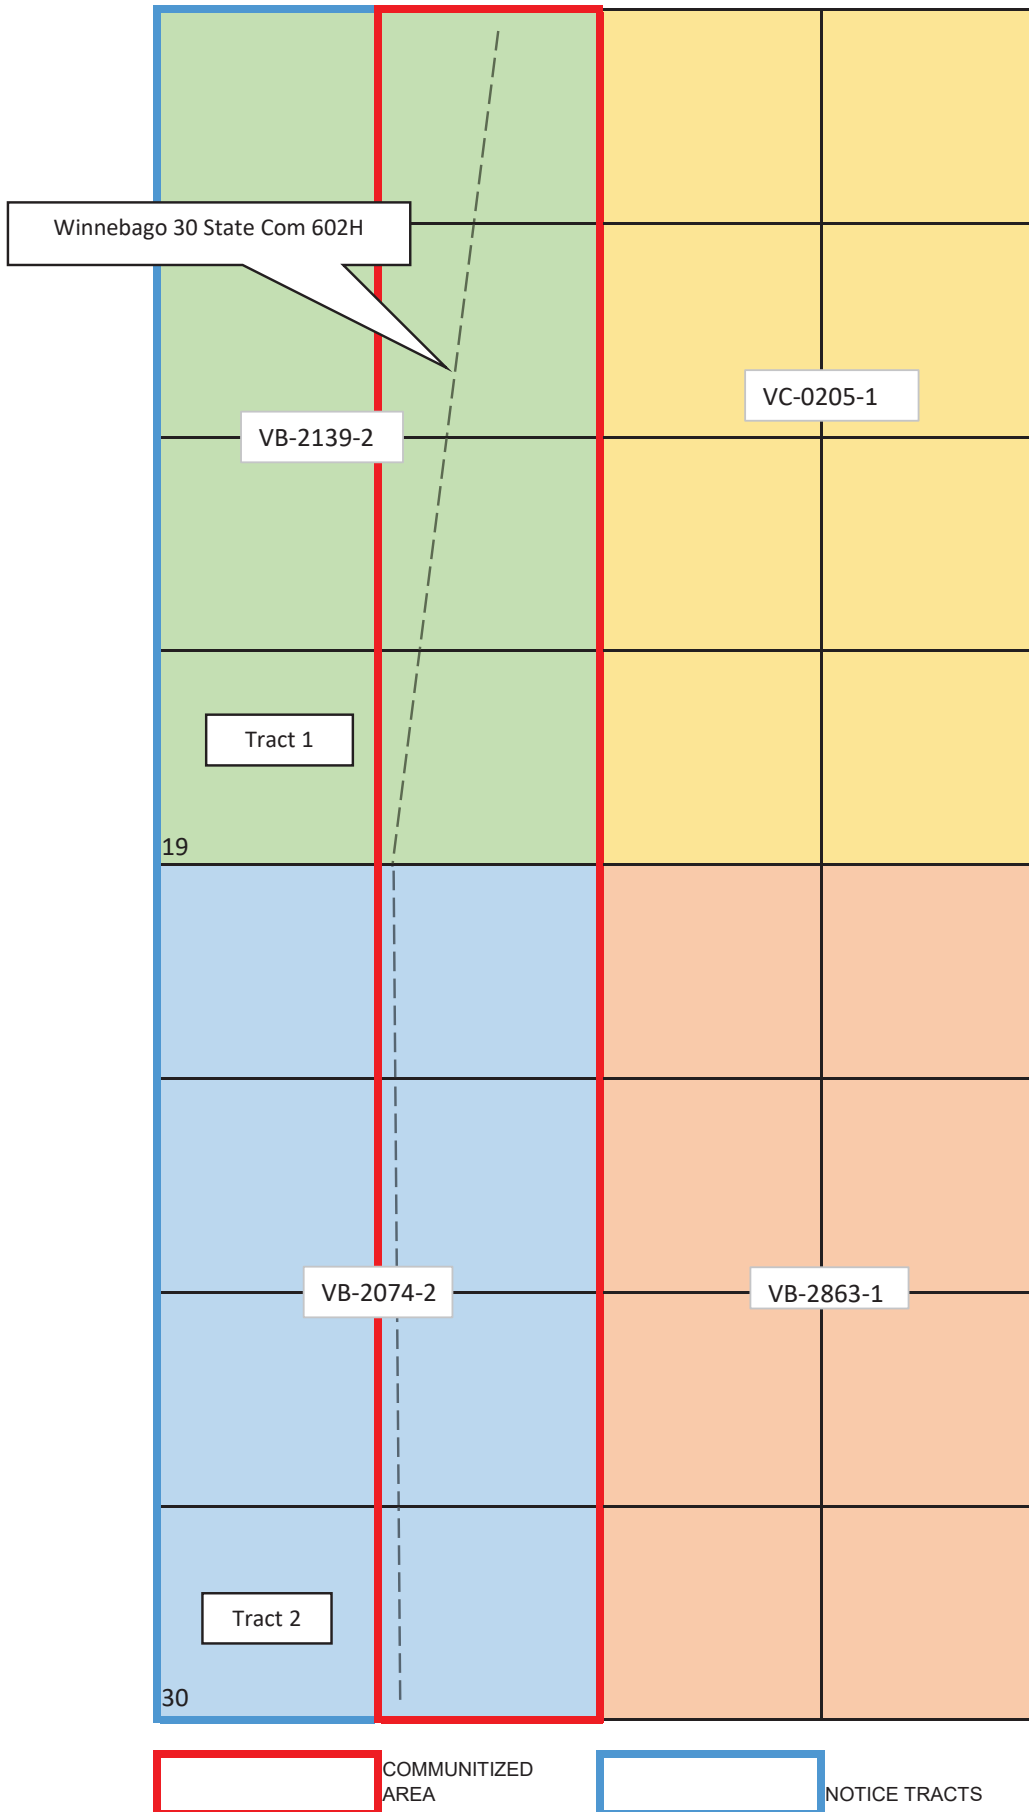 Winnebago 30 State Com 602H
VC-0205-1
VB-2139-2
Tract 1
19
VB-2074-2
VB-2863-1
Tract 2
30
COMMUNITIZED
AREA
NOTICE TRACTS